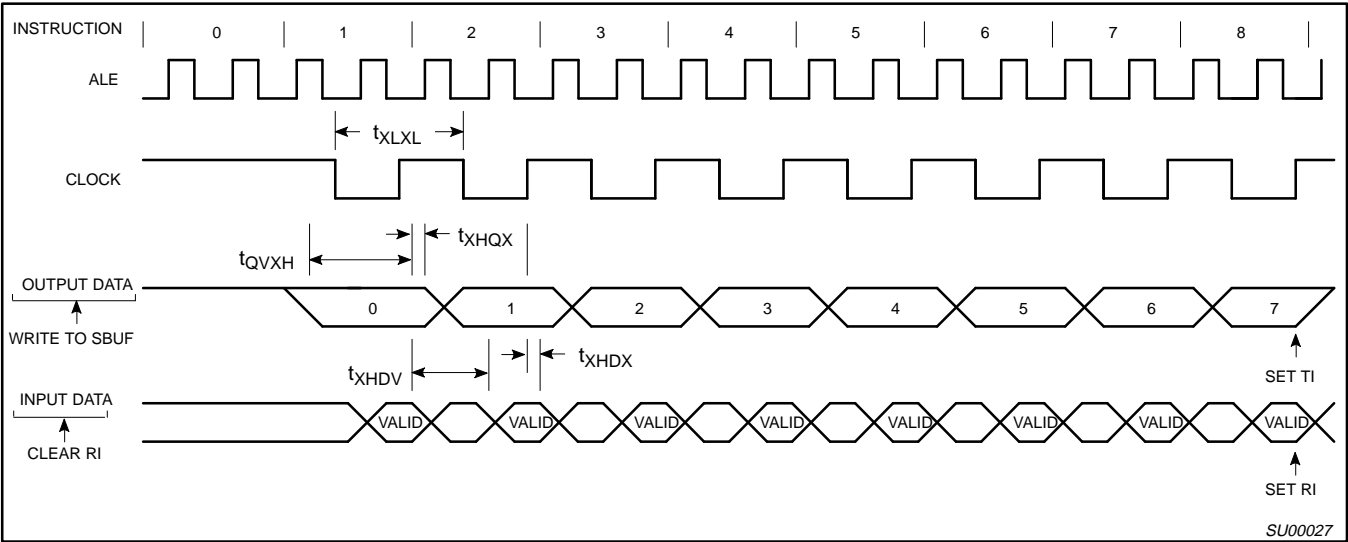 INSTRUCTION 0 1 2 3 4 5 6 7 8
ALE
tXLXL
CLOCK
tXHQX
tQVXH
OUTPUT DATA
0 1 2 3 4 5 6 7
WRITE TO SBUF
tXHDX
tXHDV
SET TI
INPUT DATA
VALID VALID VALID VALID VALID VALID VALID VALID
CLEAR RI
SET RI
SU00027